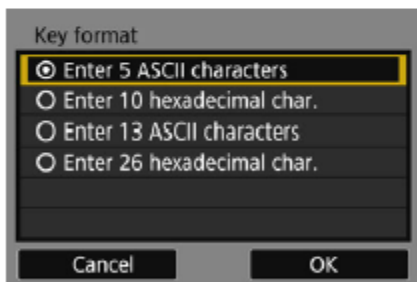 Key format
Enter 5 ASCII characters
Enter 10 hexadecimal char.
Enter 13 ASCII characters
Enter 26 hexadecimal char.
Cancel
OK